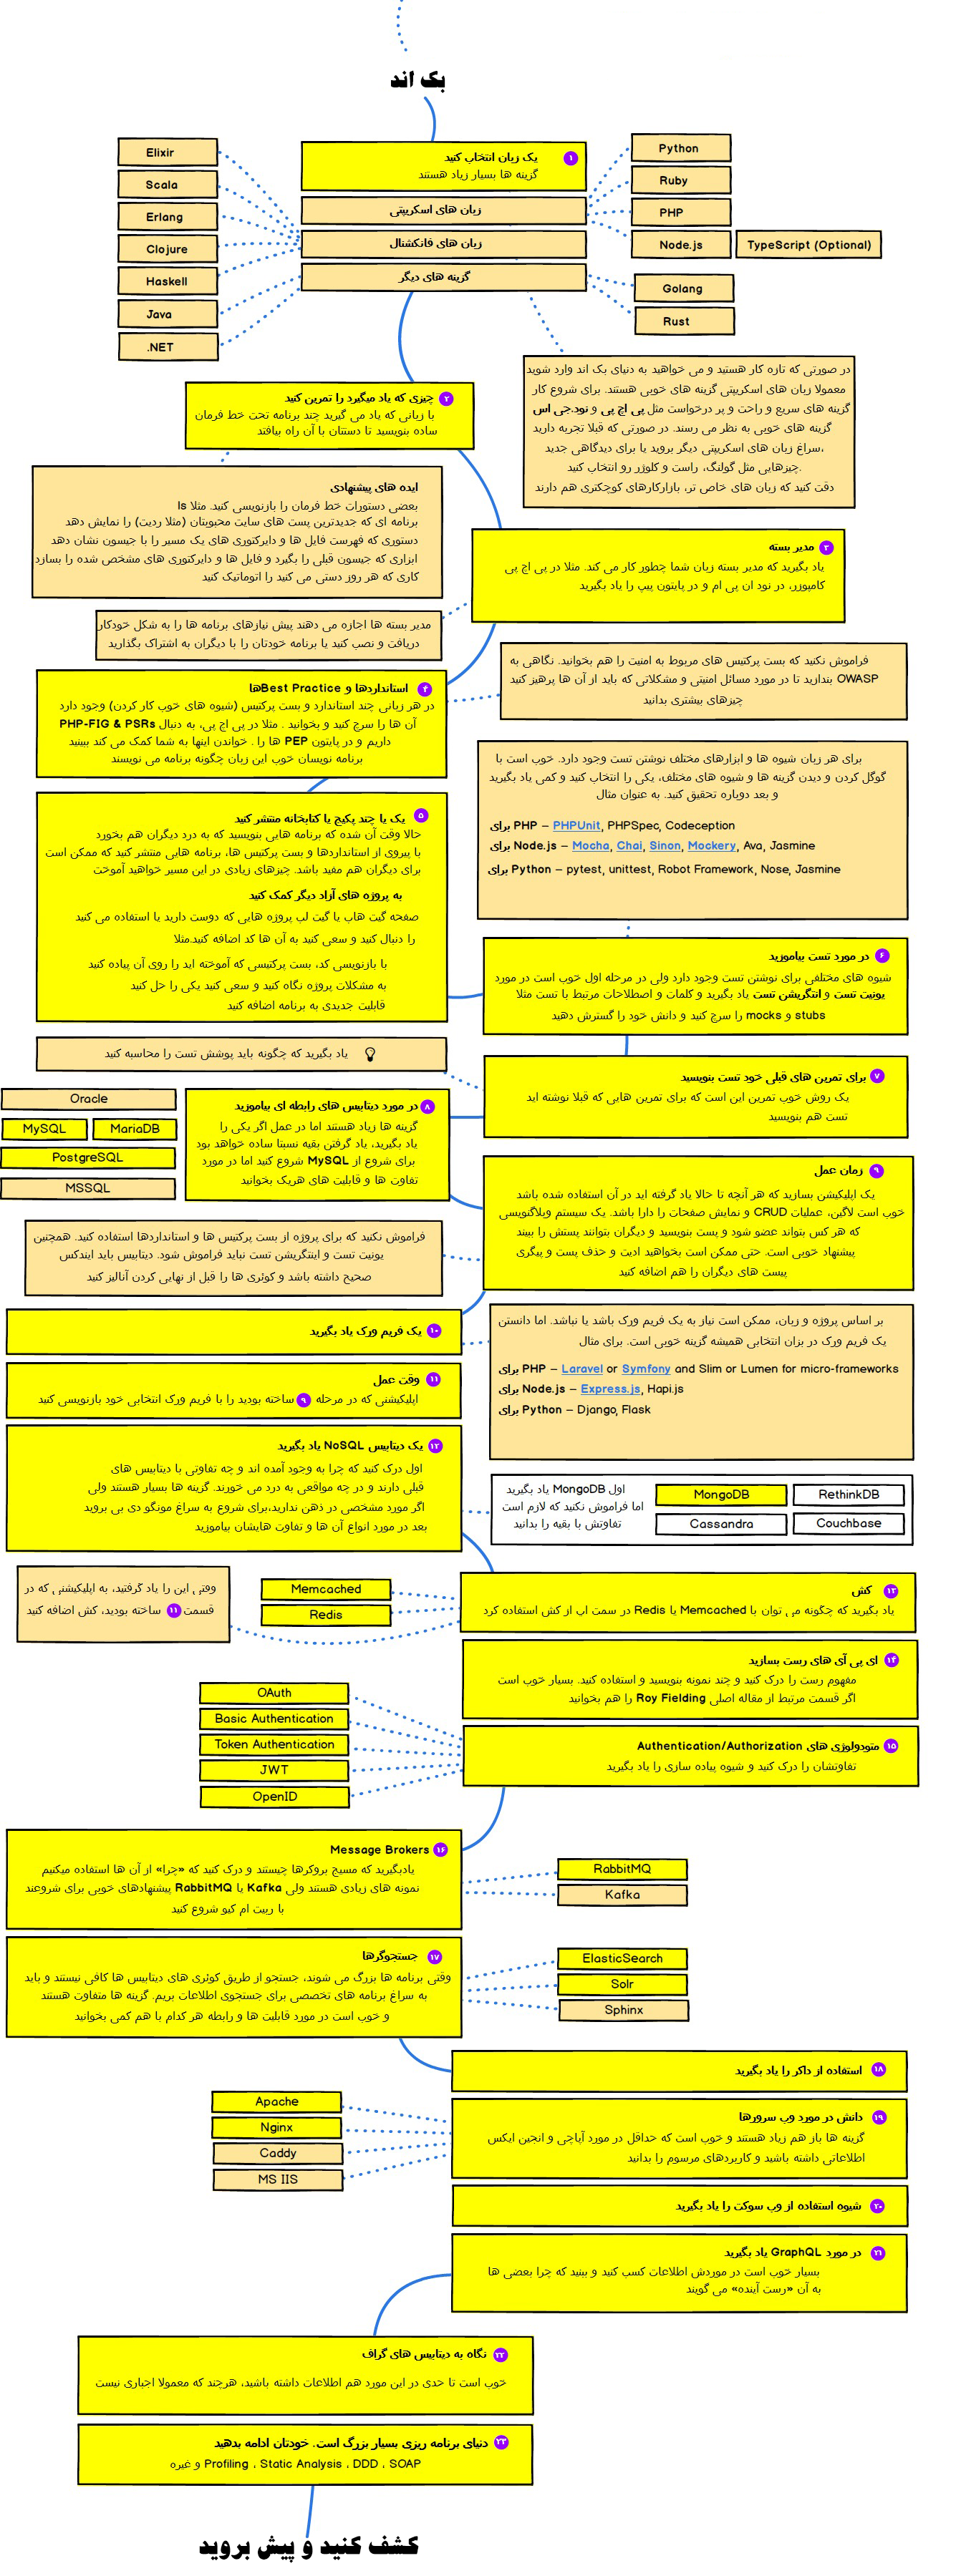 بک اند
۱ یک زبان انتخاب کنید
گزینه ها بسیار زیاد هستند
زبان های اسکریپتی
زبان های فانکشنال
گزینه های دیگر
Python
Ruby
PHP
Node.js
TypeScript (Optional)
Golang
Rust
Elixir
Scala
Erlang
Clojure
Haskell
Java
.NET
در صورتی که تازه کار هستید و می خواهید به دنیای بک اند وارد شوید
معمولا زبان های اسکریپتی گزینه های خوبی هستند. برای شروع کار
گزینه های سریع و راحت و پر درخواست مثل پی اچ پی و نود.جی اس
گزینه های خوبی به نظر می رسند. در صورتی که قبلا تجربه دارید
،سراغ زبان های اسکریپتی دیگر بروید یا برای دیدگاهی جدید
.چیزهایی مثل گولنگ، راست و کلوژر رو انتخاب کنید
دقت کنید که زبان های خاص تر، بازارکارهای کوچکتری هم دارند
۲ چیزی که یاد میگیرد را تمرین کنید
با زبانی که یاد می گیرید چند برنامه تحت خط فرمان
ساده بنویسید تا دستتان با آن راه بیافتد
ایده های پیشنهادی
بعضی دستورات خط فرمان را بازنویسی کنید. مثلا ls
برنامه ای که جدیدترین پست های سایت محبوبتان (مثلا ردیت) را نمایش دهد
دستوری که فهرست فایل ها و دایرکتوری های یک مسیر را با جیسون نشان دهد
ابزاری که جیسون قبلی را بگیرد و فایل ها و دایرکتوری های مشخص شده را بسازد
کاری که هر روز دستی می کنید را اتوماتیک کنید
۳ مدیر بسته
یاد بگیرید که مدیر بسته زبان شما چطور کار می کند. مثلا در پی اچ پی
کامپوزر، در نود ان پی ام و در پایتون پیپ را یاد بگیرید
مدیر بسته ها اجازه می دهند پیش نیازهای برنامه ها را به شکل خودکار
دریافت و نصب کنید یا برنامه خودتان را با دیگران به اشتراک بگذارید
۴ استانداردها و Best Practiceها
در هر زبانی چند استاندارد و بست پرکتیس (شیوه های خوب کار کردن) وجود دارد
آن ها را سرچ کنید و بخوانید . مثلا در پی اچ پی، به دنبال PHP-FIG & PSRs
داریم و در پایتون PEP ها را . خواندن اینها به شما کمک می کند ببینید
برنامه نویسان خوب این زبان چگونه برنامه می نویسند
فراموش نکنید که بست پرکتیس های مربوط به امنیت را هم بخوانید. نگاهی به
OWASP بندازید تا در مورد مسائل امنیتی و مشکلاتی که باید از آن ها پرهیز کنید
چیزهای بیشتری بدانید
۵ یک یا چند پکیج یا کتابخانه منتشر کنید
حالا وقت آن شده که برنامه هایی بنویسید که به درد دیگران هم بخورد
با پیروی از استانداردها و بست پرکتیس ها، برنامه هایی منتشر کنید که ممکن است
برای دیگران هم مفید باشد. چیزهای زیادی در این مسیر خواهید آموخت
به پروژه های آزاد دیگر کمک کنید
صفحه گیت هاب یا گیت لب پروژه هایی که دوست دارید یا استفاده می کنید
را دنبال کنید و سعی کنید به آن ها کد اضافه کنید.مثلا
با بازنویسی کد، بست پرکتیسی که آموخته اید را روی آن پیاده کنید
به مشکلات پروژه نگاه کنید و سعی کنید یکی را حل کنید
قابلیت جدیدی به برنامه اضافه کنید
برای هر زبان شیوه ها و ابزارهای مختلف نوشتن تست وجود دارد. خوب است با
گوگل کردن و دیدن گزینه ها و شیوه های مختلف، یکی را انتخاب کنید و کمی یاد بگیرید
و بعد دوباره تحقیق کنید. به عنوان مثال
برای PHP – PHPUnit, PHPSpec, Codeception
برای Node.js – Mocha, Chai, Sinon, Mockery, Ava, Jasmine
برای Python – pytest, unittest, Robot Framework, Nose, Jasmine
۶ در مورد تست بیاموزید
شیوه های مختلفی برای نوشتن تست وجود دارد ولی در مرحله اول خوب است در مورد
یونیت تست و انتگریشن تست یاد بگیرید و کلمات و اصطلاحات مرتبط با تست مثلا
stubs و mocks را سرچ کنید و دانش خود را گسترش دهید
یاد بگیرید که چگونه باید پوشش تست را محاسبه کنید
۷ برای تمرین های قبلی خود تست بنویسید
یک روش خوب تمرین این است که برای تمرین هایی که قبلا نوشته اید
تست هم بنویسید
۸ در مورد دیتابیس های رابطه ای بیاموزید
گزینه ها زیاد هستند اما در عمل اگر یکی را
یاد بگیرید، یاد گرفتن بقیه نسبتا ساده خواهد بود
برای شروع از MySQL شروع کنید اما در مورد
تفاوت ها و قابلیت های هریک بخوانید
Oracle
MySQL
MariaDB
PostgreSQL
MSSQL
۹ زمان عمل
یک اپلیکیشن بسازید که هر آنچه تا حالا یاد گرفته اید در آن استفاده شده باشد
خوب است لاگین، عملیات CRUD و نمایش صفحات را دارا باشد. یک سیستم وبلاگنویسی
که هر کس بتواند عضو شود و پست بنویسید و دیگران بتوانند پستش را ببیند
پیشنهاد خوبی است. حتی ممکن است بخواهید ادیت و حذف پست و پیگری
پیست های دیگران را هم اضافه کنید
فراموش نکنید که برای پروژه از بست پرکتیس ها و استانداردها استفاده کنید. همچنین
یونیت تست و اینتگریشن تست نباید فراموش شود. دیتابیس باید ایندکس
صحیح داشته باشد و کوئری ها را قبل از نهایی کردن آنالیز کنید
۱۰ یک فریم ورک یاد بگیرید
بر اساس پروژه و زبان، ممکن است نیاز به یک فریم ورک باشد یا نباشد. اما دانستن
یک فریم ورک در بزان انتخابی همیشه گزینه خوبی است. برای مثال
برای PHP – Laravel or Symfony and Slim or Lumen for micro-frameworks
برای Node.js – Express.js, Hapi.js
برای Python – Django, Flask
۱۱ وقت عمل
اپلیکیشنی که در مرحله ۹ ساخته بودید را با فریم ورک انتخابی خود بازنویسی کنید
۱۲ یک دیتابیس NoSQL یاد بگیرید
اول درک کنید که چرا به وجود آمده اند و چه تفاوتی با دیتابیس های
قبلی دارند و در چه مواقعی به درد می خورند. گزینه ها بسیار هستند ولی
اگر مورد مشخصی در ذهن ندارید،برای شروع به سراغ مونگو دی بی بروید
بعد در مورد انواع آن ها و تفاوت هایشان بیاموزید
اول MongoDB یاد بگیرید
اما فراموش نکنید که لازم است
تفاوتش با بقیه را بدانید
MongoDB
RethinkDB
Cassandra
Couchbase
۱۳ کش
یاد بگیرید که چگونه می توان با Memcached یا Redis در سمت اپ از کش استفاده کرد
Memcached
Redis
وقتی این را یاد گرفتید، به اپلیکیشنی که در
قسمت ۱۱ ساخته بودید، کش اضافه کنید
۱۴ ای پی آی های رست بسازید
مفهوم رست را درک کنید و چند نمونه بنویسید و استفاده کنید. بسیار خوب است
اگر قسمت مرتبط از مقاله اصلی Roy Fielding را هم بخوانید
۱۵ متودولوژی های Authentication/Authorization
تفاوتشان را درک کنید و شیوه پیاده سازی را یاد بگیرید
OAuth
Basic Authentication
Token Authentication
JWT
OpenID
۱۶ Message Brokers
یادبگیرید که مسیج بروکرها چیستند و درک کنید که «چرا» از آن ها استفاده میکنیم
نمونه های زیادی هستند ولی Kafka یا RabbitMQ پیشنهادهای خوبی برای شروعند
با ربیت ام کیو شروع کنید
RabbitMQ
Kafka
۱۷ جستجوگرها
وقتی برنامه ها بزرگ می شوند، جستجو از طریق کوئری های دیتابیس ها کافی نیستند و باید
به سراغ برنامه های تخصصی برای جستجوی اطلاعات بریم. گزینه ها متفاوت هستند
و خوب است در مورد قابلیت ها و رابطه هر کدام با هم کمی بخوانید
ElasticSearch
Solr
Sphinx
۱۸ استفاده از داکر را یاد بگیرید
۱۹ دانش در مورد وب سرورها
گزینه ها باز هم زیاد هستند و خوب است که حداقل در مورد آپاچی و انجین ایکس
اطلاعاتی داشته باشید و کاربردهای مرسوم را بدانید
Apache
Nginx
Caddy
MS IIS
۲۰ شیوه استفاده از وب سوکت را یاد بگیرید
۲۱ در مورد GraphQL یاد بگیرید
بسیار خوب است در موردش اطلاعات کسب کنید و ببینید که چرا بعضی ها
به آن «رست آینده» می گویند
۲۲ نگاه به دیتابیس های گراف
خوب است تا حدی در این مورد هم اطلاعات داشته باشید، هرچند که معمولا اجباری نیست
۲۳ دنیای برنامه ریزی بسیار بزرگ است. خودتان ادامه بدهید
Profiling ، Static Analysis ، DDD ، SOAP و غیره
کشف کنید و پیش بروید